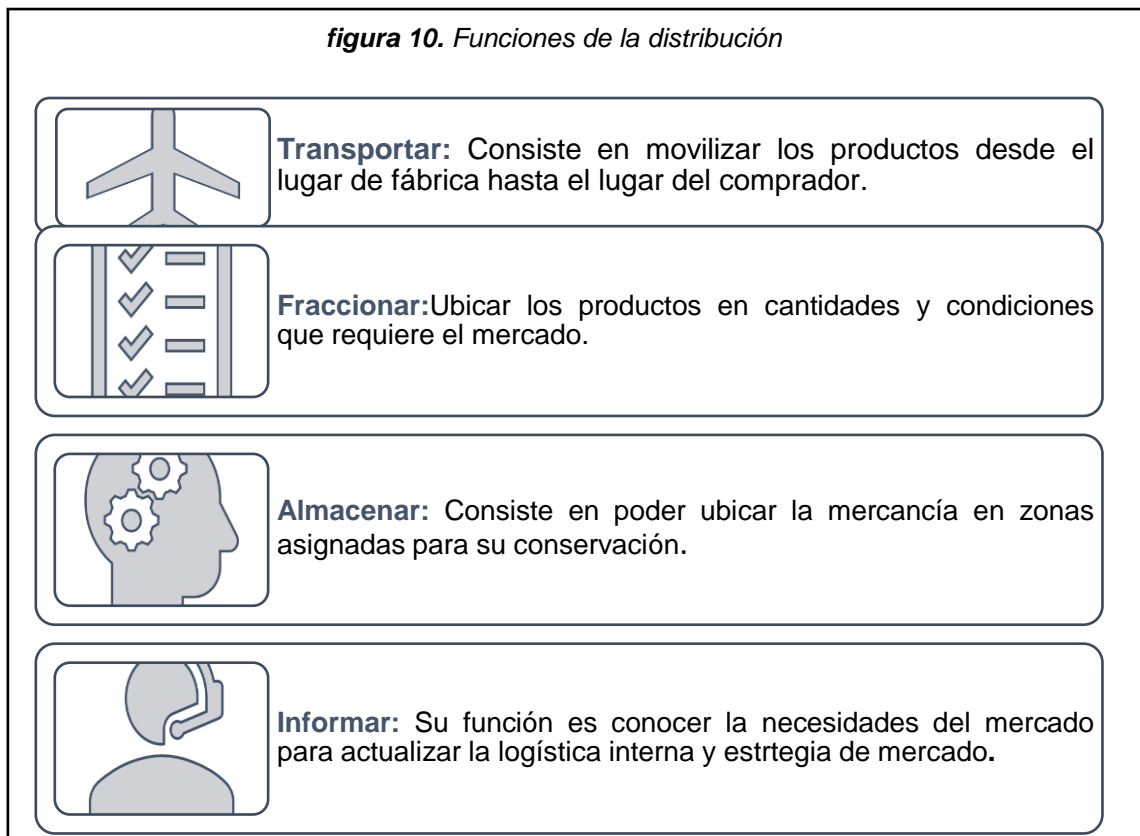 figura 10. Funciones de la distribución
Transportar: Consiste en movilizar los productos desde el
lugar de fábrica hasta el lugar del comprador.
Fraccionar:Ubicar los productos en cantidades y condiciones
que requiere el mercado.
Almacenar: Consiste en poder ubicar la mercancía en zonas
asignadas para su conservación.
Informar: Su función es conocer la necesidades del mercado
para actualizar la logística interna y estrtegia de mercado.